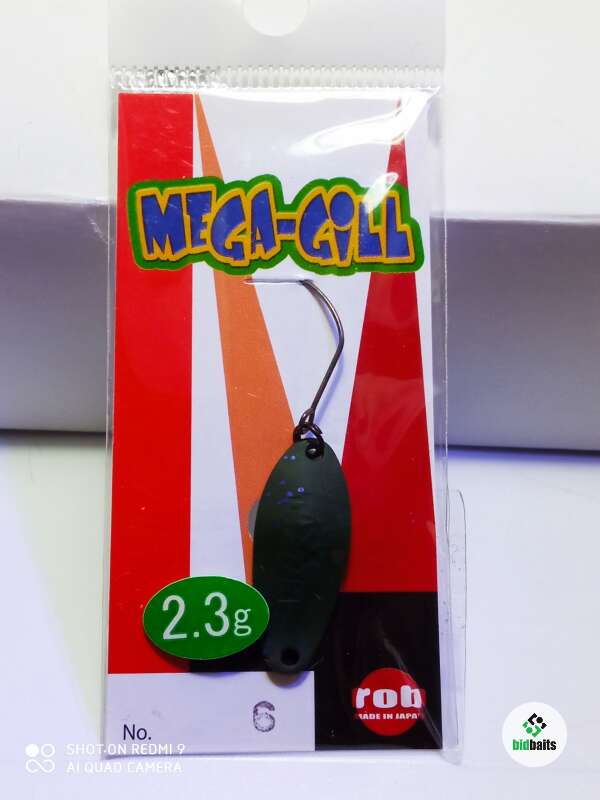 MEGA-GILL
2.3g
rob
MADE IN JAPAN
No.
6
SHOT ON REDMI 9
AI QUAD CAMERA
bidbaits